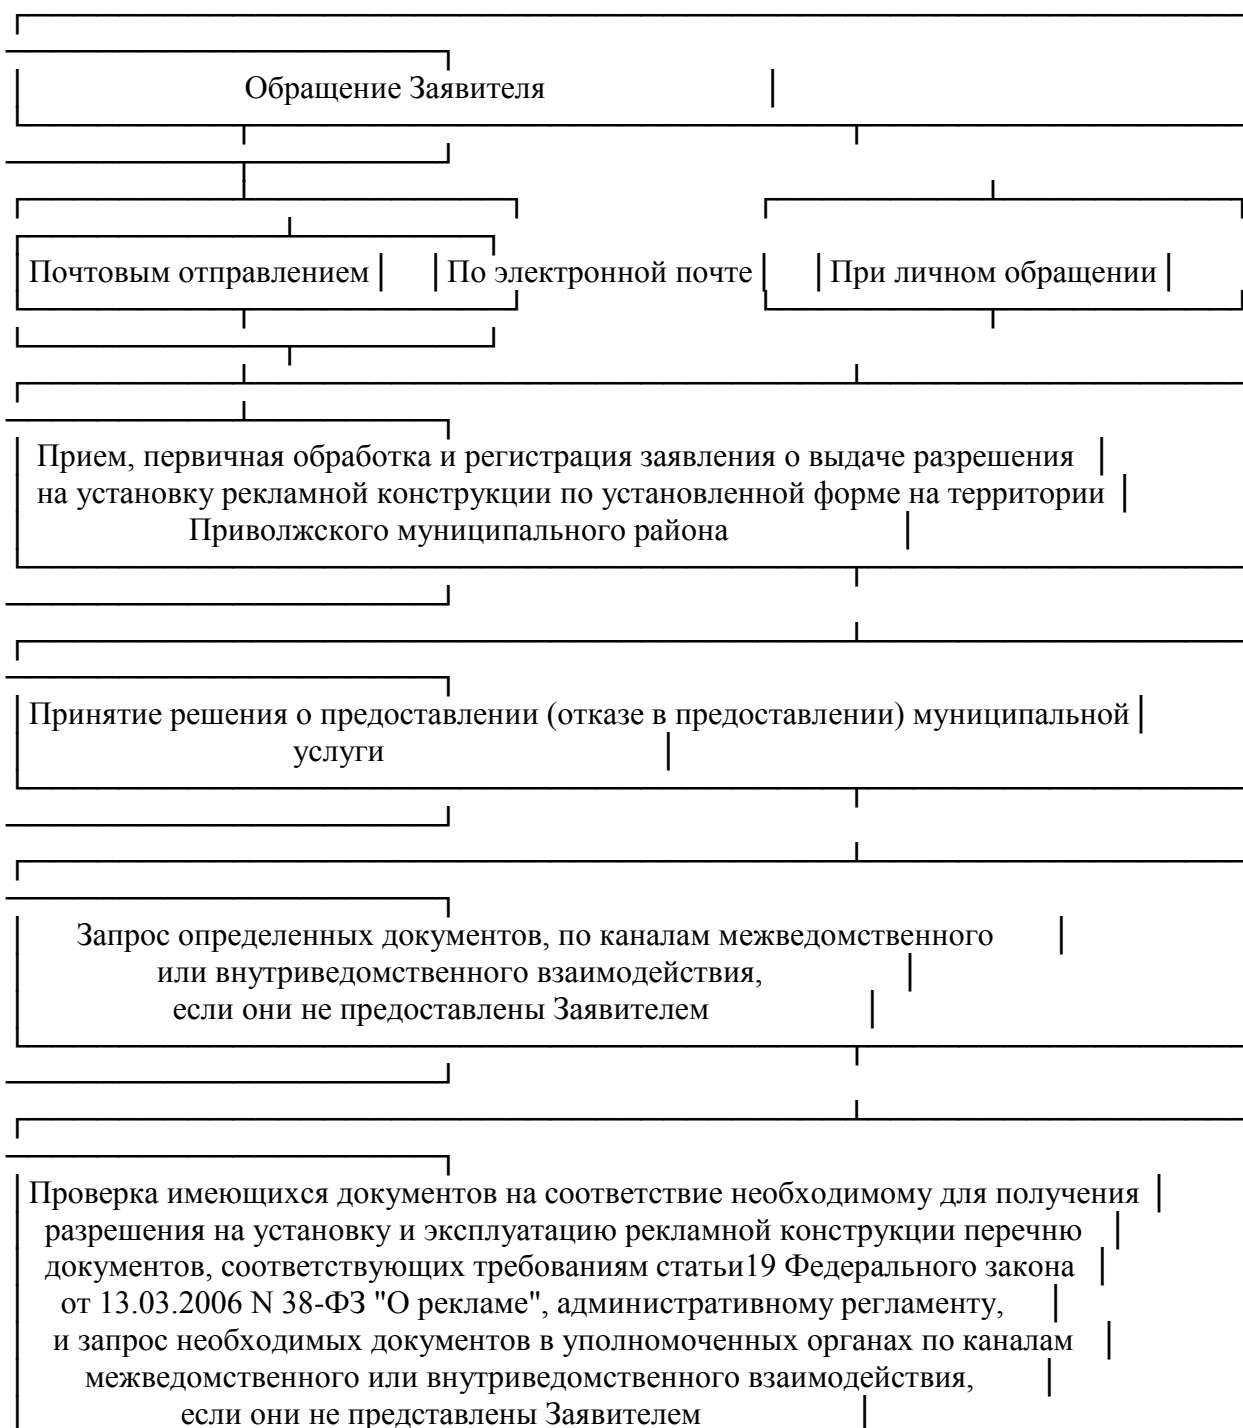 Обращение Заявителя
Почтовым отправлением По электронной почте При личном обращении
Прием, первичная обработка и регистрация заявления о выдаче разрешения
на установку рекламной конструкции по установленной форме на территории
Приволжского муниципального района
Принятие решения о предоставлении (отказе в предоставлении) муниципальной
услуги
Запрос определенных документов, по каналам межведомственного
или внутриведомственного взаимодействия,
если они не предоставлены Заявителем
Проверка имеющихся документов на соответствие необходимому для получения
разрешения на установку и эксплуатацию рекламной конструкции перечню
документов, соответствующих требованиям статьи19 Федерального закона
от 13.03.2006 N 38-ФЗ "О рекламе", административному регламенту,
и запрос необходимых документов в уполномоченных органах по каналам
межведомственного или внутриведомственного взаимодействия,
если они не представлены Заявителем